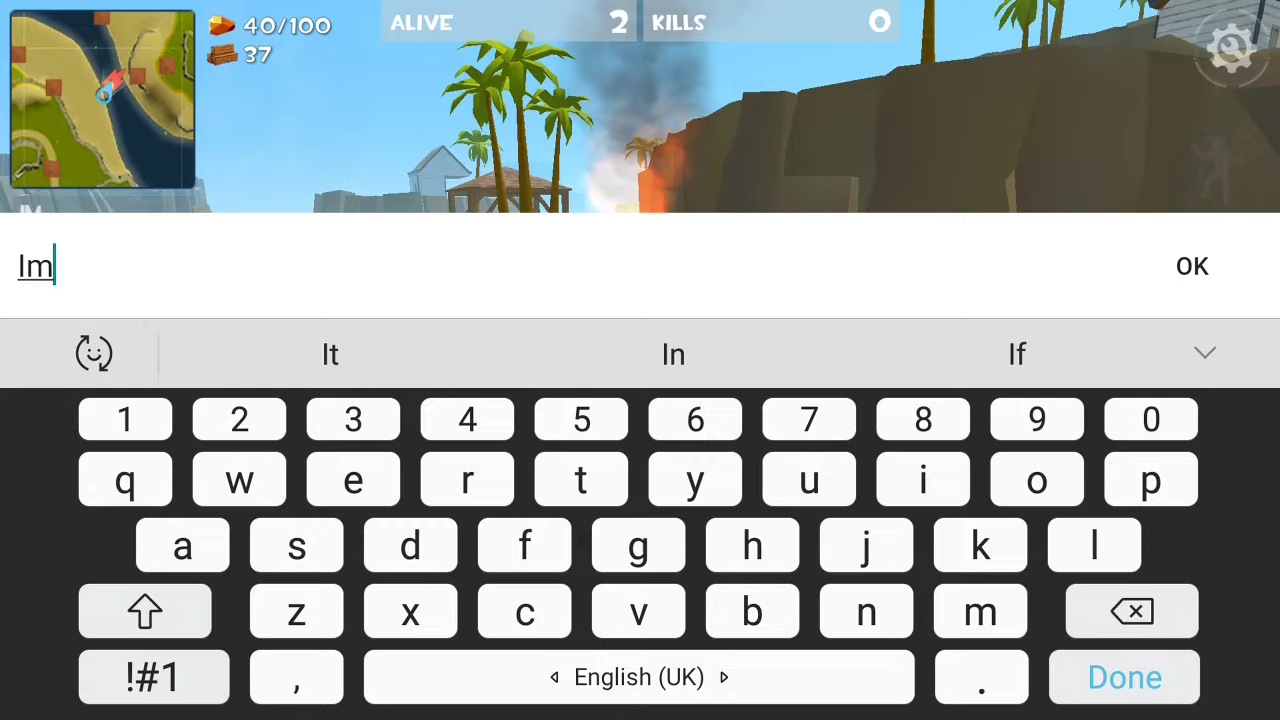 40/100
37
ALIVE 2 KILLS 0
IM
Im
OK
It In If
1 2 3 4 5 6 7 8 9 0
q w e r t y u i o p
a s d f g h j k l
z x c v b n m
!#1 , English (UK) . Done